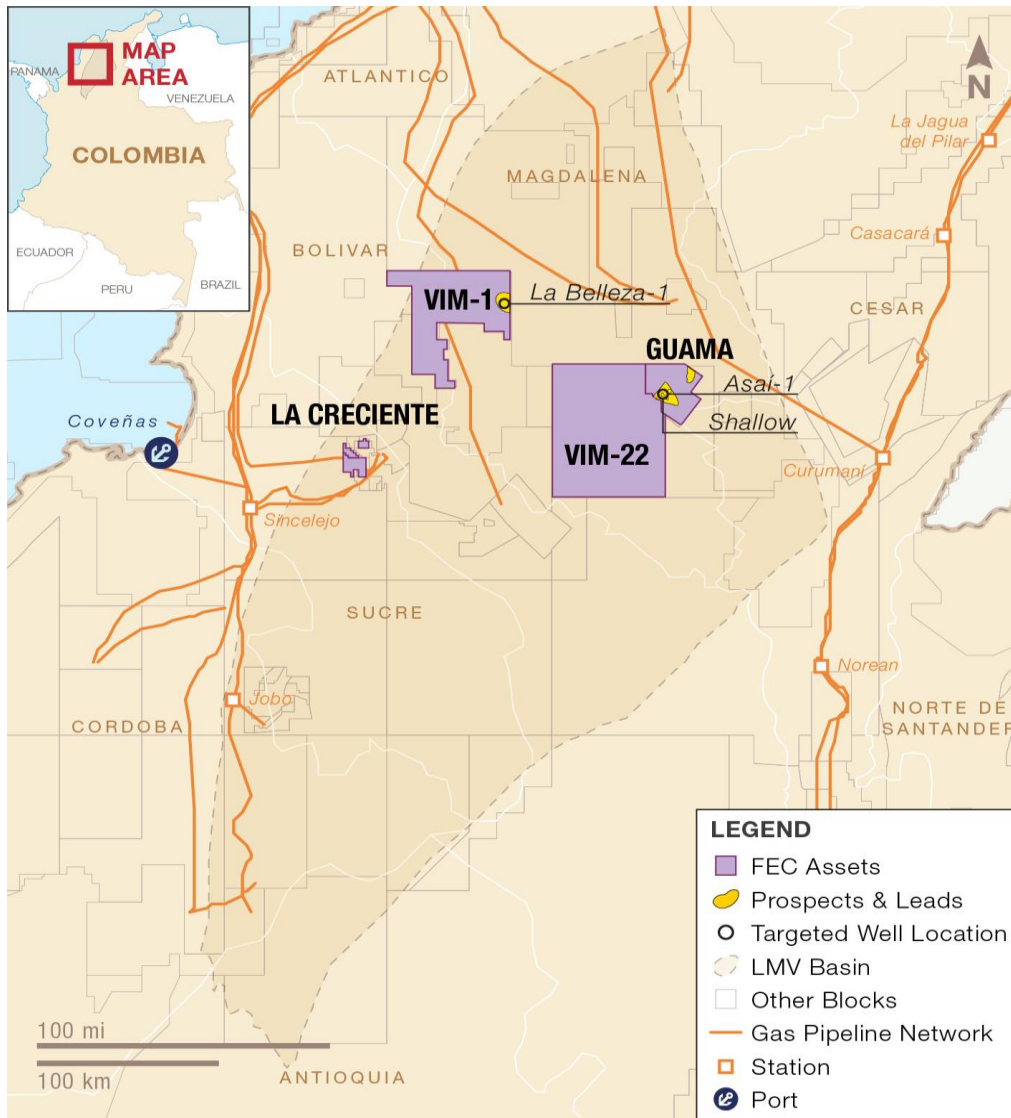 MAP
AREA
PANAMA
VENEZUELA
COLOMBIA
ECUADOR
PERU
BRAZIL
N
ATLANTICO
La Jagua
del Pilar
MAGDALENA
Casacará
BOLIVAR
VIM-1
La Belleza-1
CESAR
GUAMA
Asaí-1
LA CRECIENTE
Shallow
Coveñas
VIM-22
Curumaní
Sincelejo
SUCRE
Norean
Jobo
CORDOBA
NORTE DE
SANTANDER
100 mi
100 km
ANTIOQUIA
LEGEND
FEC Assets
Prospects & Leads
Targeted Well Location
LMV Basin
Other Blocks
Gas Pipeline Network
Station
Port